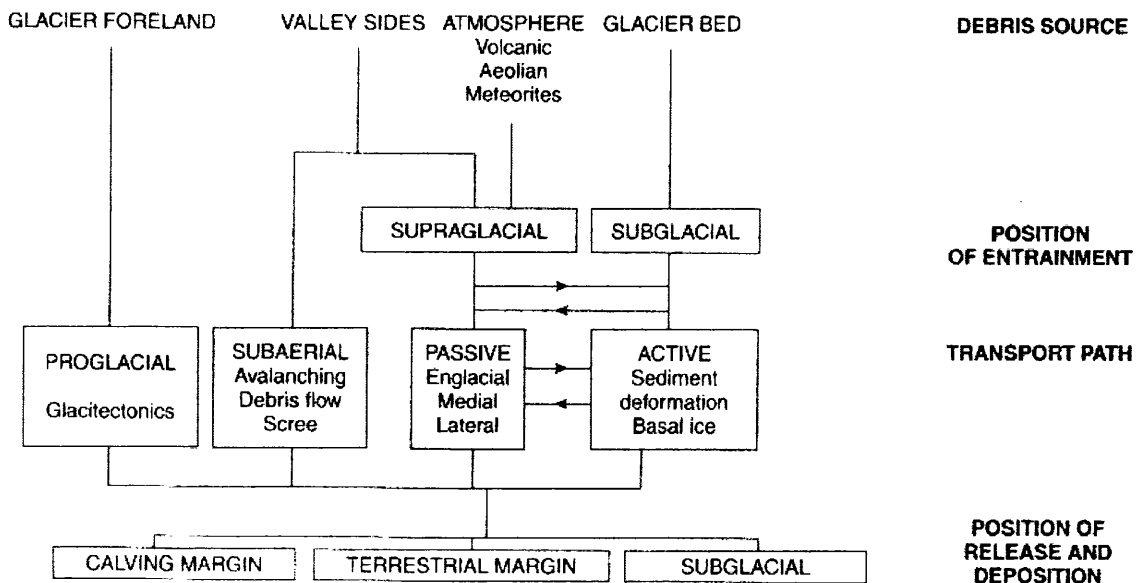 GLACIER FORELAND VALLEY SIDES ATMOSPHERE GLACIER BED DEBRIS SOURCE
Volcanic
Aeolian
Meteorites
SUPRAGLACIAL SUBGLACIAL POSITION
OF ENTRAINMENT
PROGLACIAL
Glacitectonics
SUBAERIAL
Avalanching
Debris flow
Scree
PASSIVE
Englacial
Medial
Lateral
ACTIVE
Sediment
deformation
Basal ice
TRANSPORT PATH
CALVING MARGIN TERRESTRIAL MARGIN SUBGLACIAL
POSITION OF
RELEASE AND
DEPOSITION